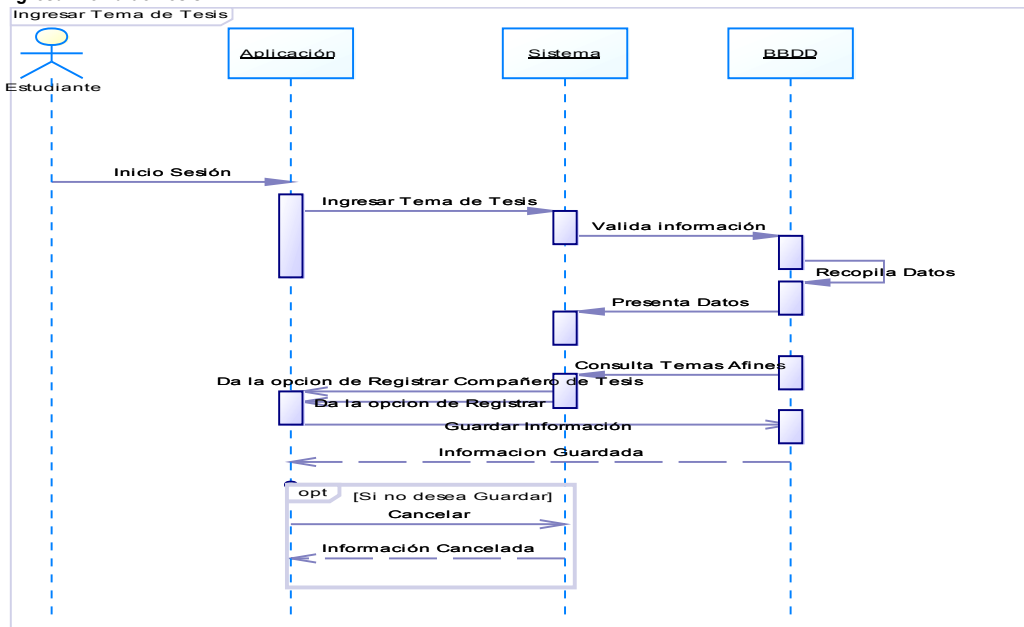 Ingresar Tema de Tesis
Estudiante
Aplicación
Sistema
BBDD
Inicio Sesión
Ingresar Tema de Tesis
Valida información
Recopila Datos
Presenta Datos
Consulta Temas Afines
Da la opcion de Registrar Compañero de Tesis
Da la opcion de Registrar
Guardar Información
Informacion Guardada
opt [Si no desea Guardar]
Cancelar
Información Cancelada